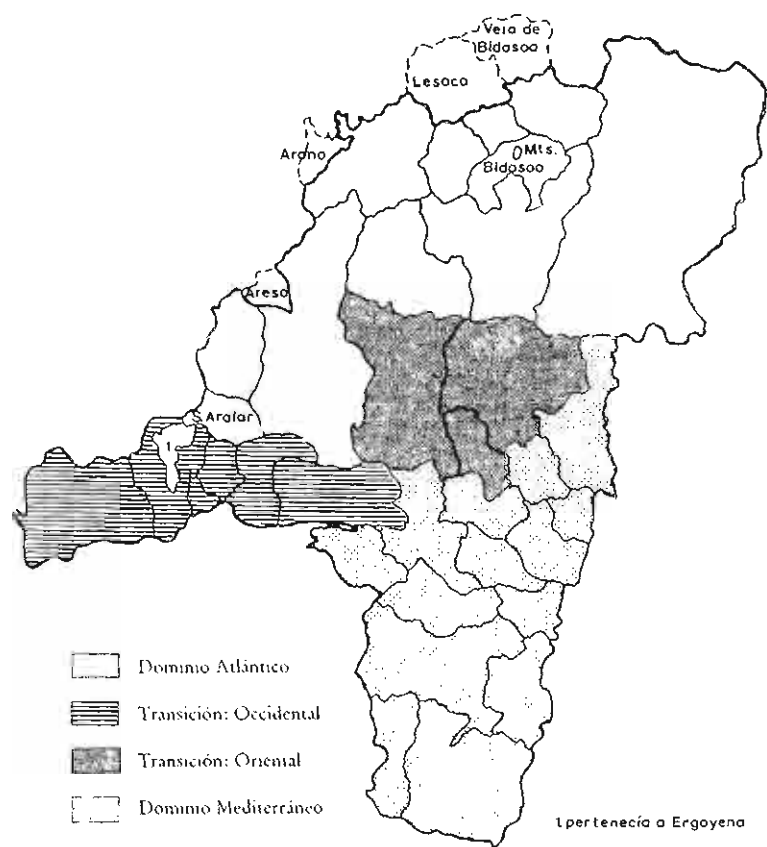 Vera de
Bidasoa
Lesaca
Arano
Mts.
Bidasoa
Areso
Aralar
1
Dominio Atlántico
Transición: Occidental
Transición: Oriental
Dominio Mediterráneo
1 pertenecía a Ergoyena